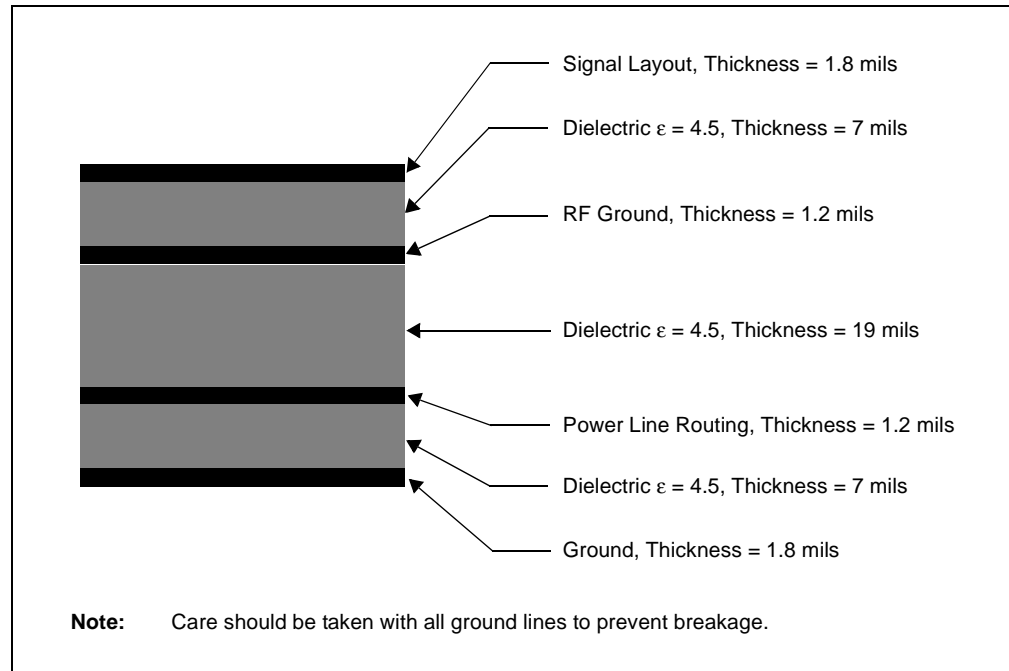 Signal Layout, Thickness = 1.8 mils
Dielectric ε = 4.5, Thickness = 7 mils
RF Ground, Thickness = 1.2 mils
Dielectric ε = 4.5, Thickness = 19 mils
Power Line Routing, Thickness = 1.2 mils
Dielectric ε = 4.5, Thickness = 7 mils
Ground, Thickness = 1.8 mils
Note: Care should be taken with all ground lines to prevent breakage.